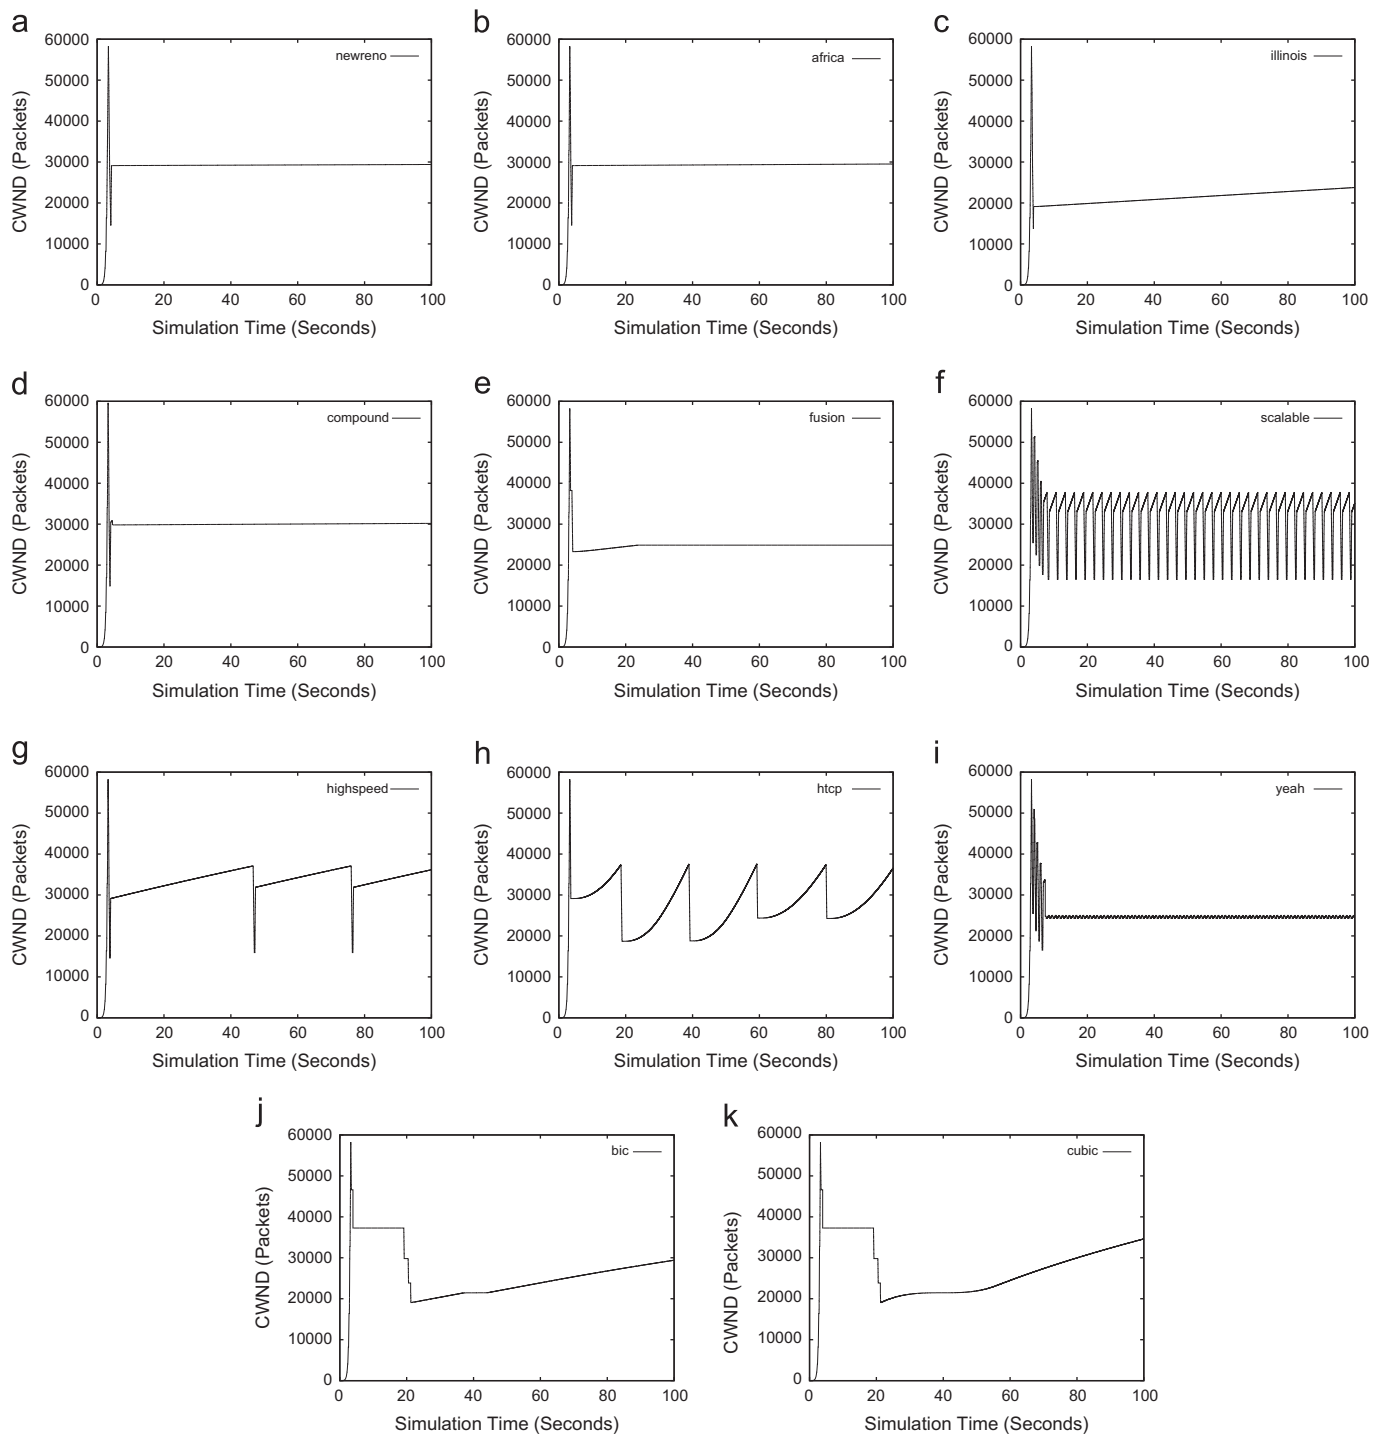 a
b
c
60000
50000
40000
30000
20000
10000
0
CWND (Packets)
newreno
0 20 40 60 80 100
Simulation Time (Seconds)
60000
50000
40000
30000
20000
10000
0
CWND (Packets)
africa
0 20 40 60 80 100
Simulation Time (Seconds)
60000
50000
40000
30000
20000
10000
0
CWND (Packets)
illinois
0 20 40 60 80 100
Simulation Time (Seconds)
d
e
f
60000
50000
40000
30000
20000
10000
0
CWND (Packets)
compound
0 20 40 60 80 100
Simulation Time (Seconds)
60000
50000
40000
30000
20000
10000
0
CWND (Packets)
fusion
0 20 40 60 80 100
Simulation Time (Seconds)
60000
50000
40000
30000
20000
10000
0
CWND (Packets)
scalable
0 20 40 60 80 100
Simulation Time (Seconds)
g
h
i
60000
50000
40000
30000
20000
10000
0
CWND (Packets)
highspeed
0 20 40 60 80 100
Simulation Time (Seconds)
60000
50000
40000
30000
20000
10000
0
CWND (Packets)
htcp
0 20 40 60 80 100
Simulation Time (Seconds)
60000
50000
40000
30000
20000
10000
0
CWND (Packets)
yeah
0 20 40 60 80 100
Simulation Time (Seconds)
j
k
60000
50000
40000
30000
20000
10000
0
CWND (Packets)
bic
0 20 40 60 80 100
Simulation Time (Seconds)
60000
50000
40000
30000
20000
10000
0
CWND (Packets)
cubic
0 20 40 60 80 100
Simulation Time (Seconds)